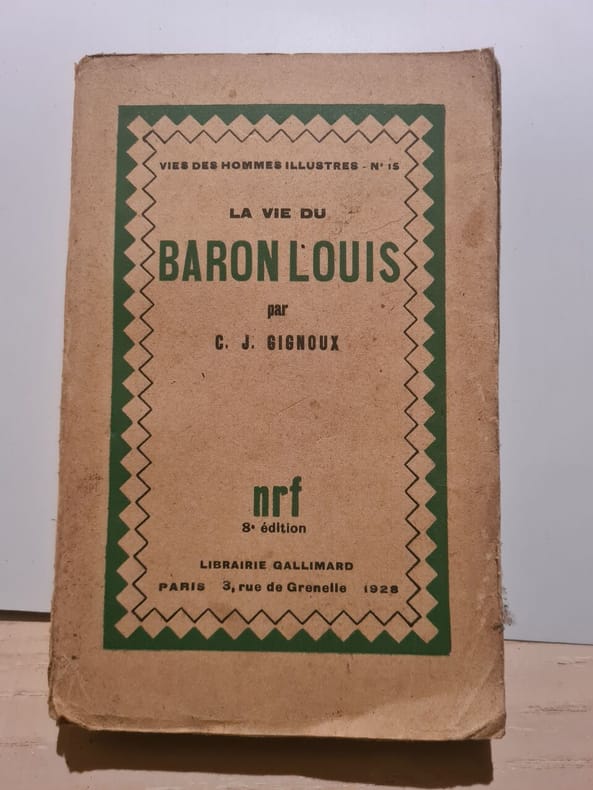 VIES DES HOMMES ILLUSTRES - N° 15
LA VIE DU
BARON LOUIS
par
C. J. GIGNOUX
nrf
8e édition
LIBRAIRIE GALLIMARD
PARIS 3, rue de Grenelle 1928